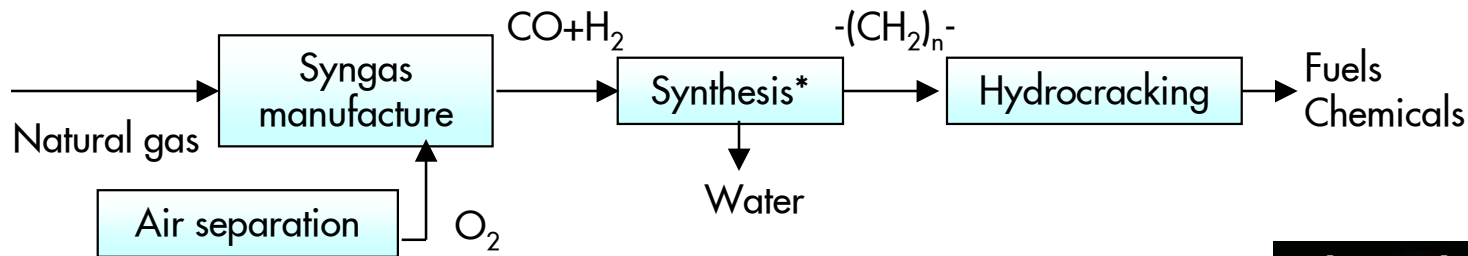 CO+H₂
-(CH₂)ₙ-
Syngas
manufacture
Synthesis*
Hydrocracking
Fuels
Chemicals
Natural gas
Water
Air separation
O₂